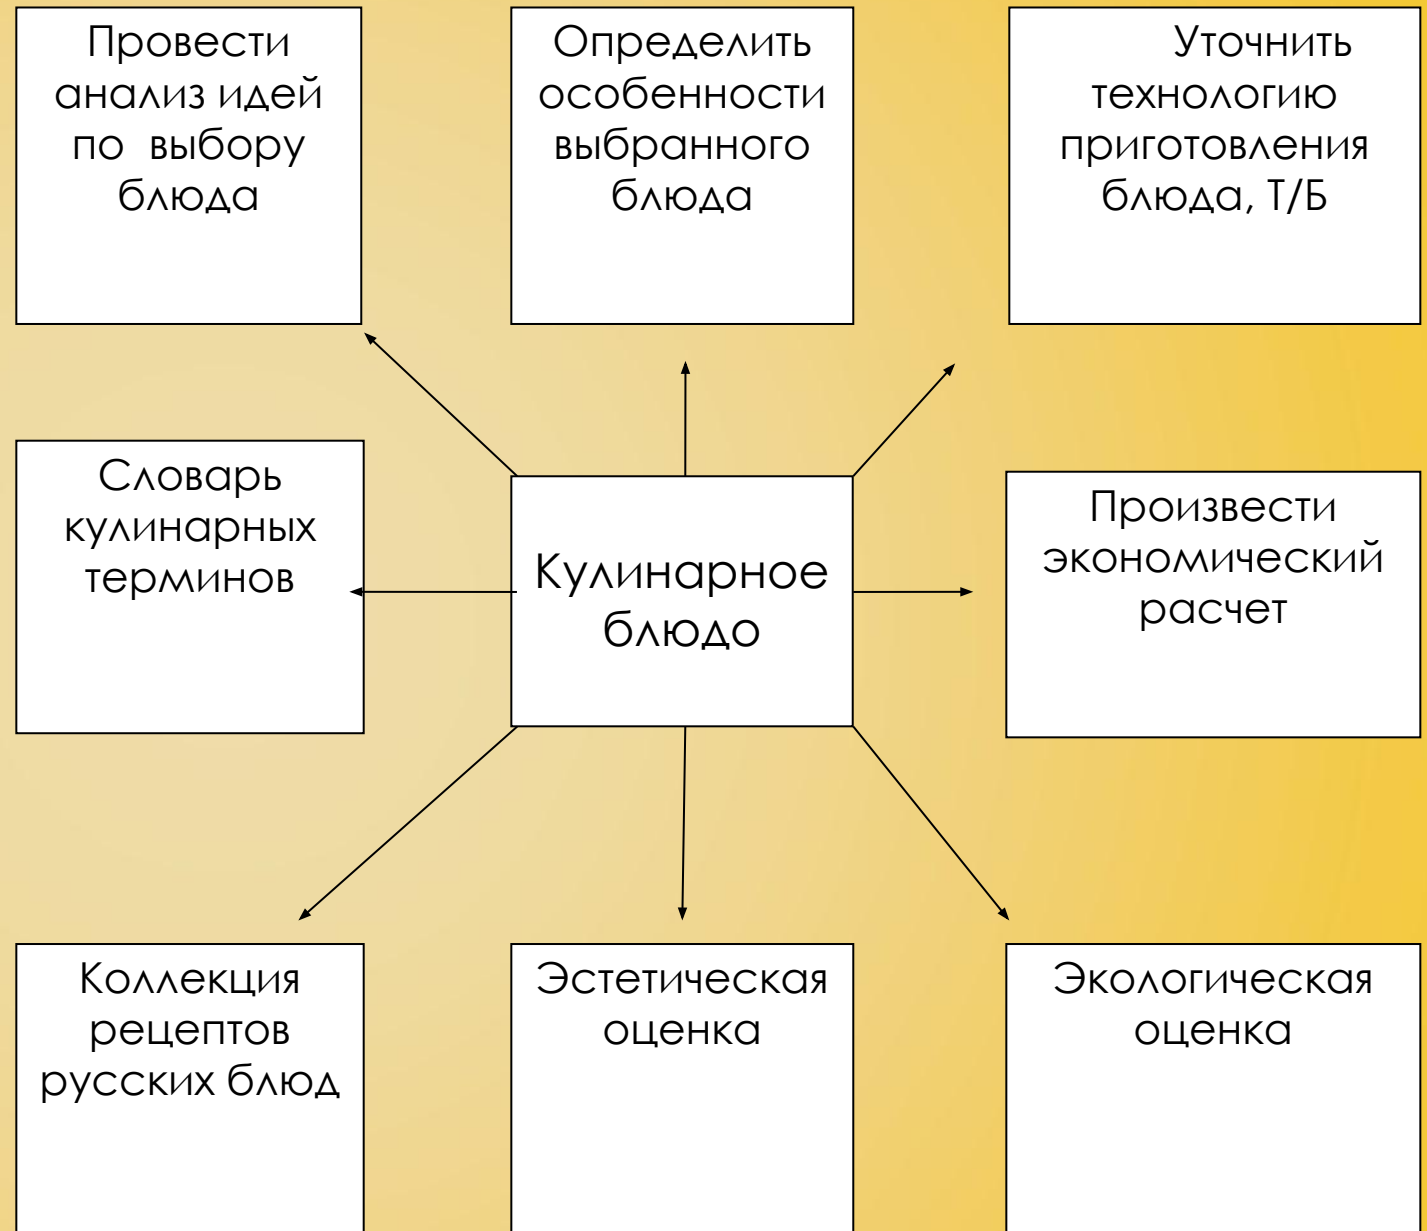 Провести
анализ идей
по выбору
блюда
Определить
особенности
выбранного
блюда
Уточнить
технологию
приготовления
блюда, Т/Б
Словарь
кулинарных
терминов
Кулинарное
блюдо
Произвести
экономический
расчет
Коллекция
рецептов
русских блюд
Эстетическая
оценка
Экологическая
оценка